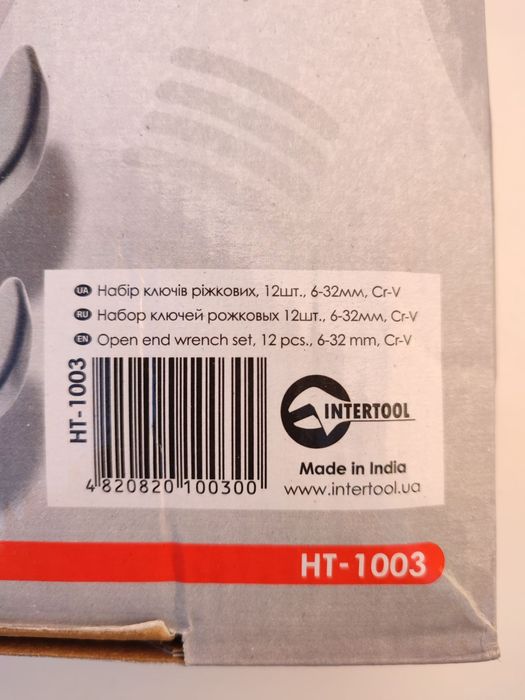 UA Набір ключів ріжкових, 12шт., 6-32мм, Cr-V
RU Набор ключей рожковых 12шт., 6-32мм, Cr-V
EN Open end wrench set, 12 pcs., 6-32 mm, Cr-V
HT-1003
4 820820 100300
INTERTOOL
Made in India
www.intertool.ua
HT-1003